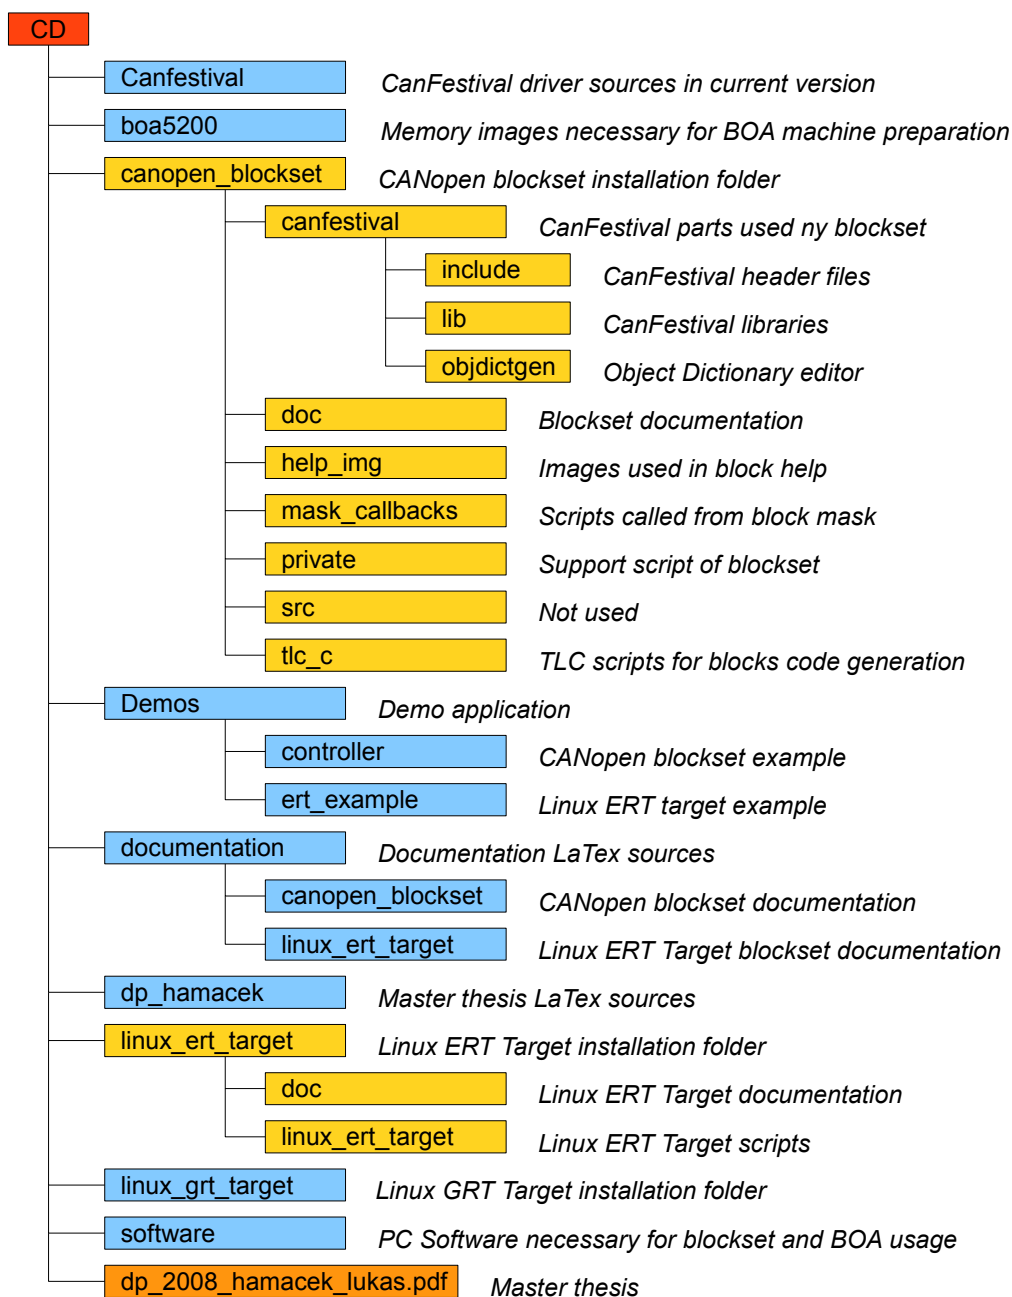 CD
Canfestival CanFestival driver sources in current version
boa5200 Memory images necessary for BOA machine preparation
canopen_blockset CANopen blockset installation folder
canfestival CanFestival parts used ny blockset
include CanFestival header files
lib CanFestival libraries
objdictgen Object Dictionary editor
doc Blockset documentation
help_img Images used in block help
mask_callbacks Scripts called from block mask
private Support script of blockset
src Not used
tlc_c TLC scripts for blocks code generation
Demos Demo application
controller CANopen blockset example
ert_example Linux ERT target example
documentation Documentation LaTex sources
canopen_blockset CANopen blockset documentation
linux_ert_target Linux ERT Target blockset documentation
dp_hamacek Master thesis LaTex sources
linux_ert_target Linux ERT Target installation folder
doc Linux ERT Target documentation
linux_ert_target Linux ERT Target scripts
linux_grt_target Linux GRT Target installation folder
software PC Software necessary for blockset and BOA usage
dp_2008_hamacek_lukas.pdf Master thesis